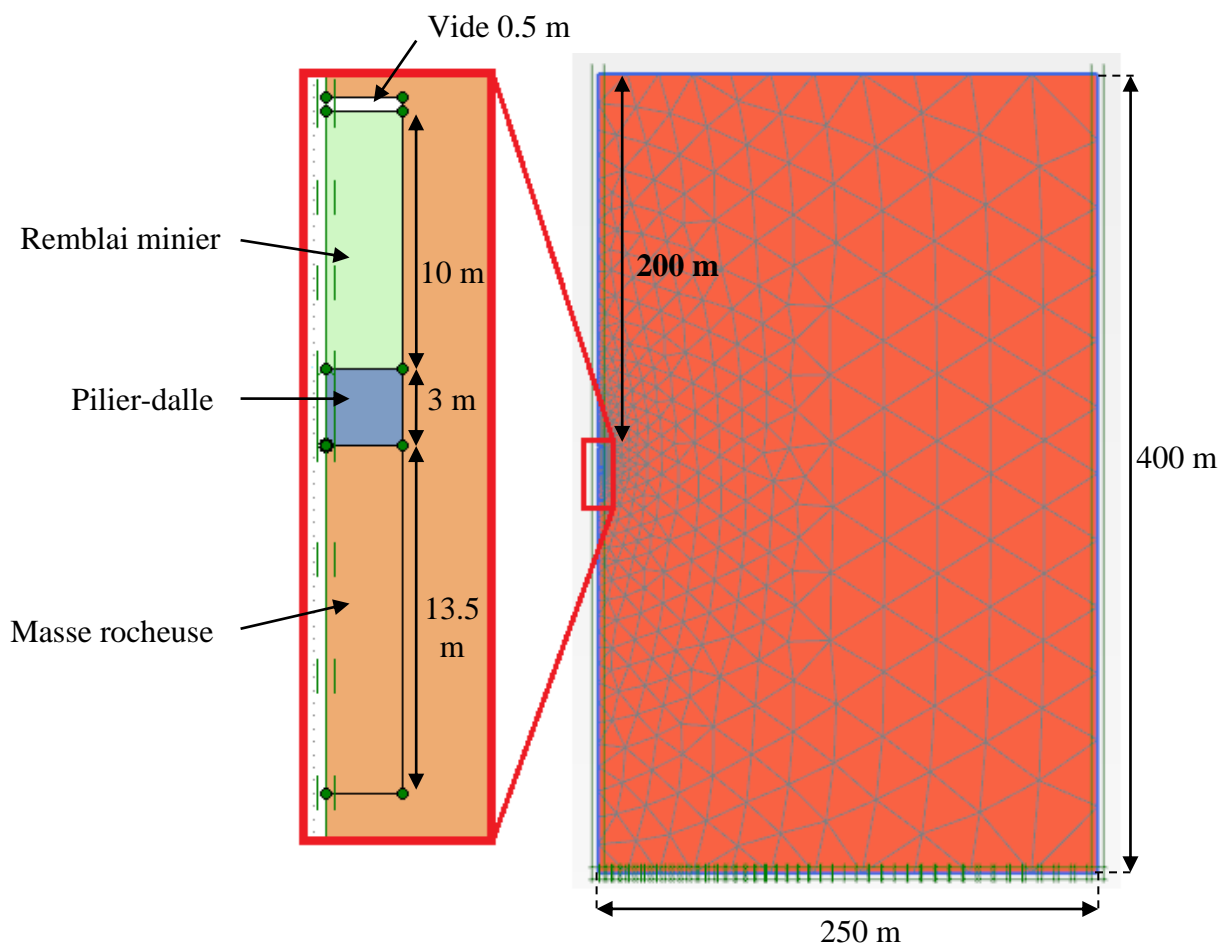 Vide 0.5 m
Remblai minier
10 m
200 m
Pilier-dalle
3 m
400 m
Masse rocheuse
13.5
m
250 m